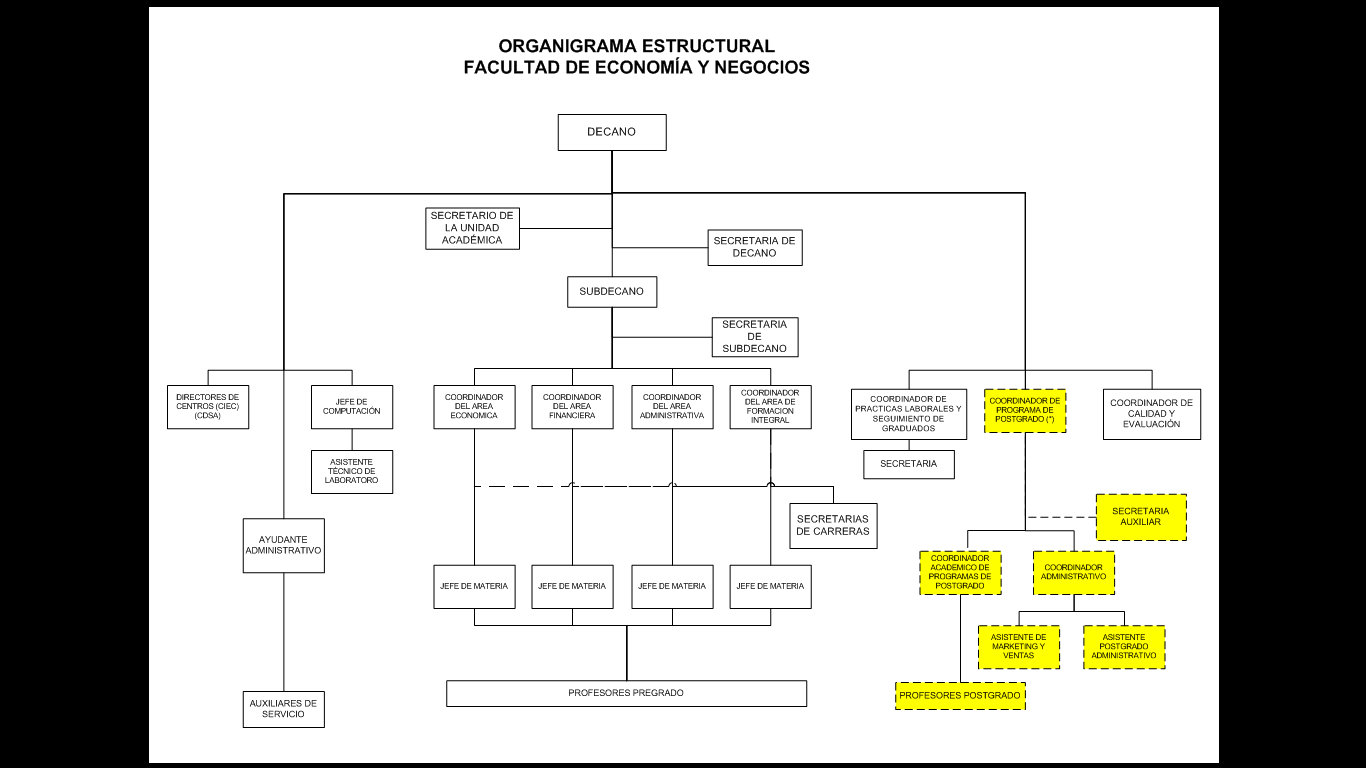 ORGANIGRAMA ESTRUCTURAL
FACULTAD DE ECONOMÍA Y NEGOCIOS
DECANO
SECRETARIO DE
LA UNIDAD
ACADÉMICA
SECRETARIA DE
DECANO
SUBDECANO
SECRETARIA
DE
SUBDECANO
DIRECTORES DE
CENTROS (CIEC)
(CDSA)
JEFE DE
COMPUTACIÓN
COORDINADOR
DEL AREA
ECONOMICA
COORDINADOR
DEL AREA
FINANCIERA
COORDINADOR
DEL AREA
ADMINISTRATIVA
COORDINADOR
DEL AREA DE
FORMACION
INTEGRAL
COORDINADOR DE
PRACTICAS LABORALES Y
SEGUIMIENTO DE
GRADUADOS
COORDINADOR DE
PROGRAMA DE
POSTGRADO (*)
COORDINADOR DE
CALIDAD Y
EVALUACIÓN
ASISTENTE
TÉCNICO DE
LABORATORO
SECRETARIA
SECRETARIAS
DE CARRERAS
SECRETARIA
AUXILIAR
AYUDANTE
ADMINISTRATIVO
COORDINADOR
ACADEMICO DE
PROGRAMAS DE
POSTGRADO
COORDINADOR
ADMINISTRATIVO
JEFE DE MATERIA
JEFE DE MATERIA
JEFE DE MATERIA
JEFE DE MATERIA
ASISTENTE DE
MARKETING Y
VENTAS
ASISTENTE
POSTGRADO
ADMINISTRATIVO
PROFESORES PREGRADO
PROFESORES POSTGRADO
AUXILIARES DE
SERVICIO